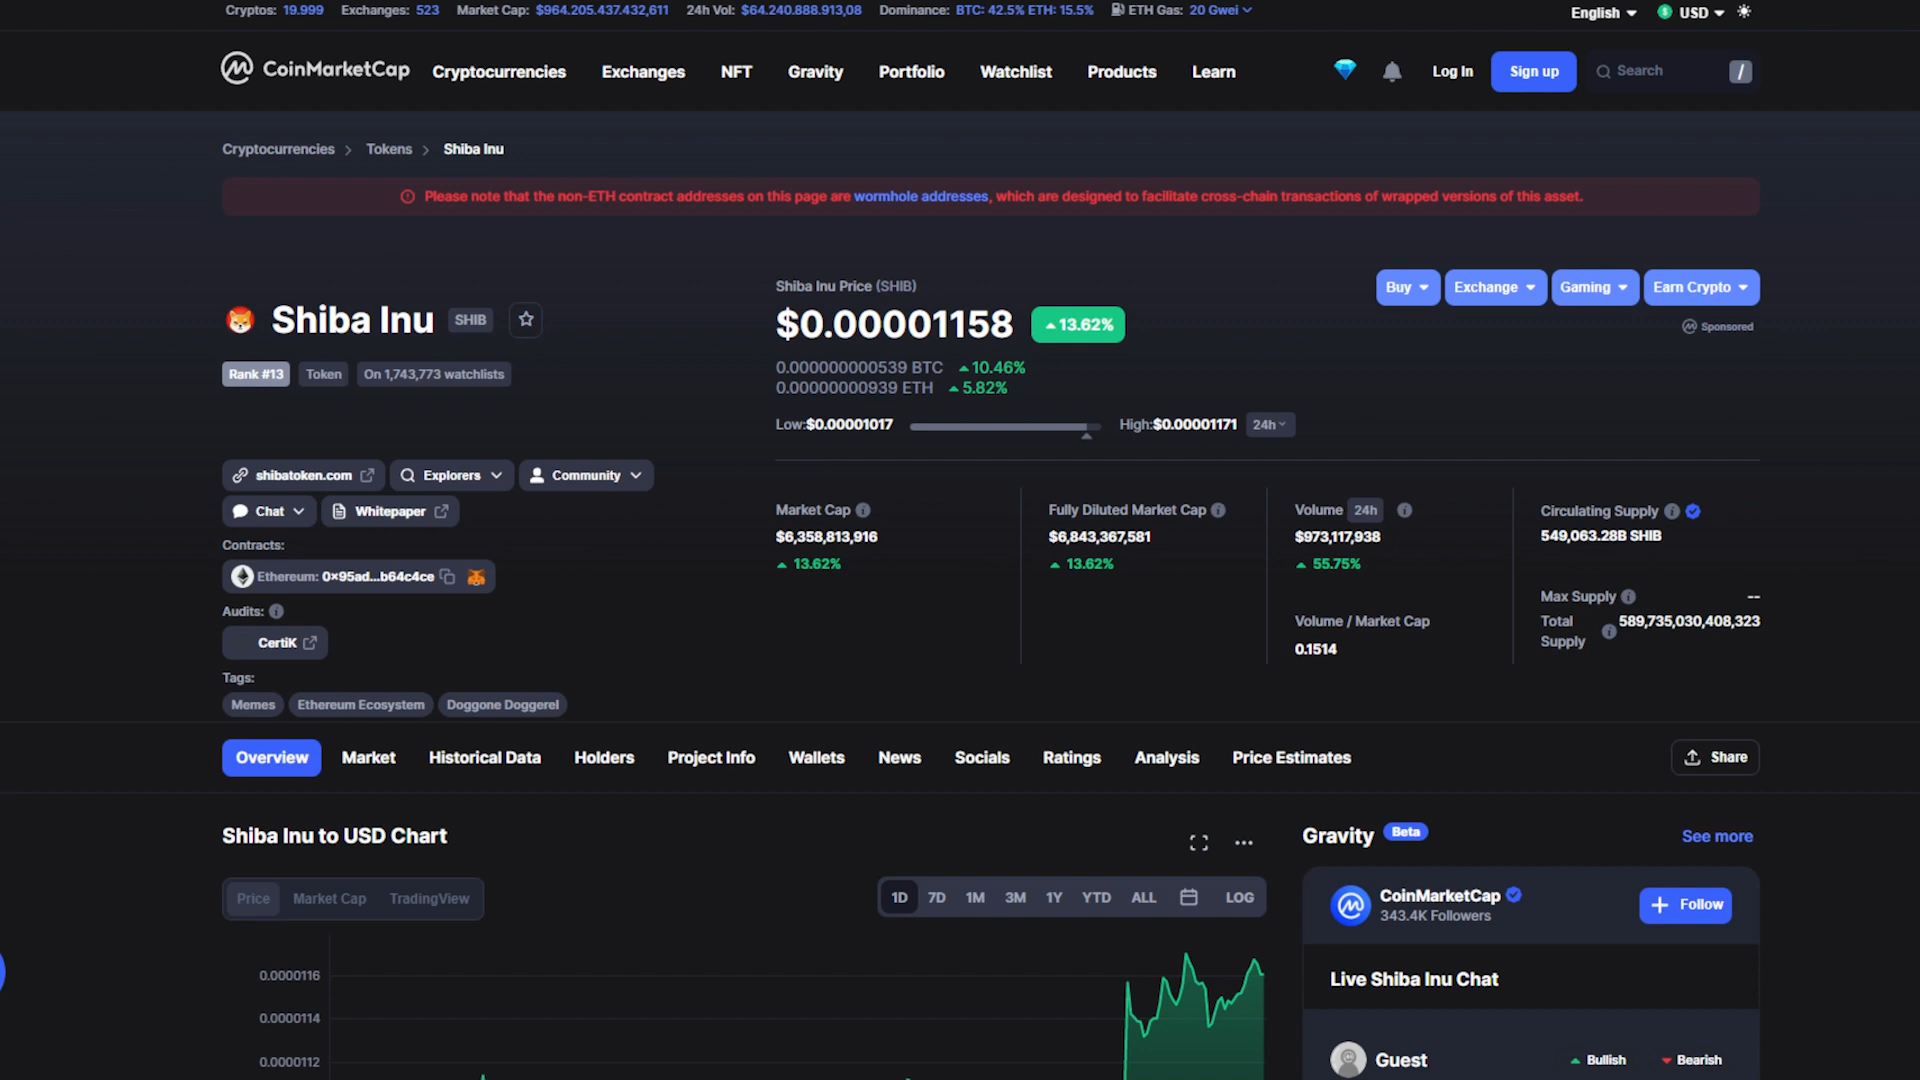 Cryptos: 19.999 Exchanges: 523 Market Cap: $964.205.437.432,611 24h Vol: $64.240.888.913,08 Dominance: BTC: 42.5% ETH: 15.5% ETH Gas: 20 Gwei
English USD
CoinMarketCap Cryptocurrencies Exchanges NFT Gravity Portfolio Watchlist Products Learn Log In Sign up Search /
Cryptocurrencies > Tokens > Shiba Inu
Please note that the non-ETH contract addresses on this page are wormhole addresses, which are designed to facilitate cross-chain transactions of wrapped versions of this asset.
Shiba Inu SHIB
Rank #13 Token On 1,743,773 watchlists
shibatoken.com Explorers Community
Chat Whitepaper
Contracts:
Ethereum: 0x95ad...b64c4ce
Audits:
CertiK
Tags:
Memes Ethereum Ecosystem Doggone Doggerel
Shiba Inu Price (SHIB)
$0.00001158 13.62%
0.000000000539 BTC 10.46%
0.00000000939 ETH 5.82%
Low:$0.00001017 High:$0.00001171 24h
Buy Exchange Gaming Earn Crypto
Sponsored
Market Cap
$6,358,813,916
13.62%
Fully Diluted Market Cap
$6,843,367,581
13.62%
Volume 24h
$973,117,938
55.75%
Volume / Market Cap
0.1514
Circulating Supply
549,063.28B SHIB
Max Supply --
Total Supply 589,735,030,408,323
Overview Market Historical Data Holders Project Info Wallets News Socials Ratings Analysis Price Estimates Share
Shiba Inu to USD Chart
Price Market Cap TradingView 1D 7D 1M 3M 1Y YTD ALL LOG
0.0000116
0.0000114
0.0000112
Gravity Beta See more
CoinMarketCap
343.4K Followers
Follow
Live Shiba Inu Chat
Guest Bullish Bearish